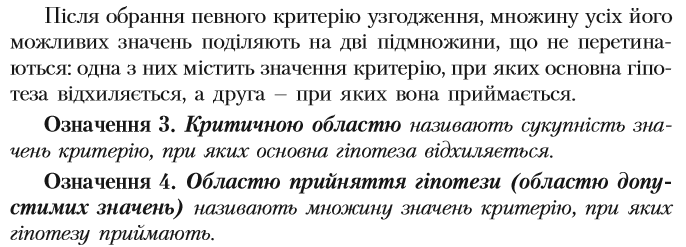 Після обрання певного критерію узгодження, множину усіх його
можливих значень поділяють на дві підмножини, що не перетина-
ються: одна з них містить значення критерію, при яких основна гіпо-
теза відхиляється, а друга – при яких вона приймається.
Означення 3. Критичною областю називають сукупність зна-
чень критерію, при яких основна гіпотеза відхиляється.
Означення 4. Областю прийняття гіпотези (областю допу-
стимих значень) називають множину значень критерію, при яких
гіпотезу приймають.